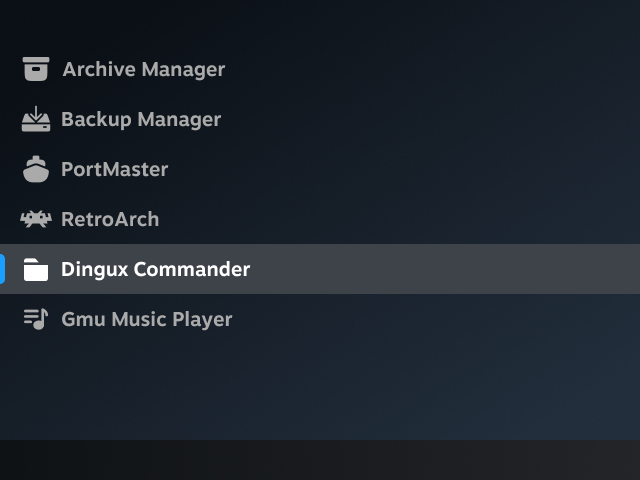 Archive Manager
Backup Manager
PortMaster
RetroArch
Dingux Commander
Gmu Music Player